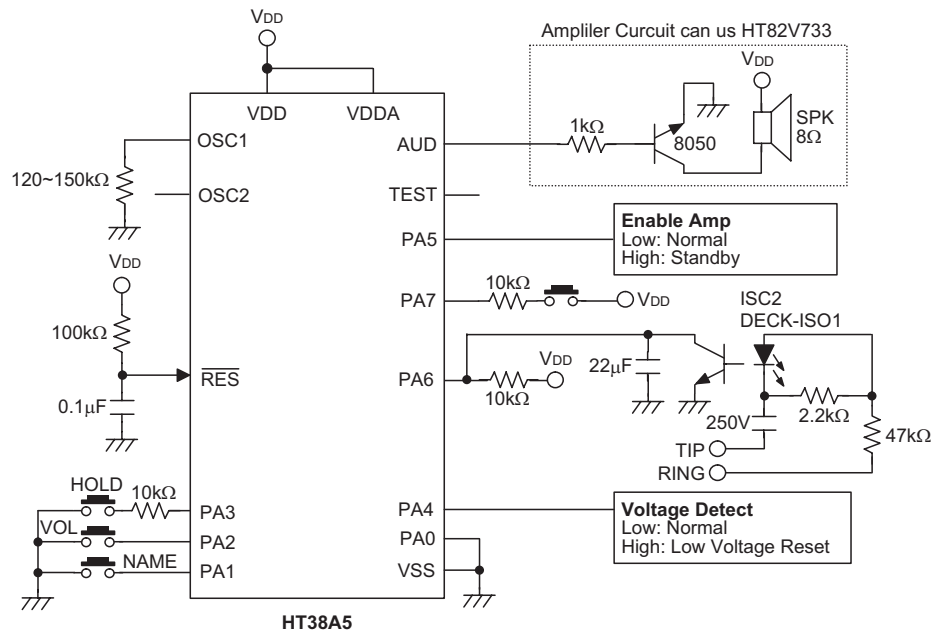 VDD
Ampliler Curcuit can us HT82V733
VDD
VDD
VDDA
OSC1
AUD
1kΩ
8050
SPK
8Ω
120~150kΩ
OSC2
TEST
Enable Amp
Low: Normal
High: Standby
PA5
VDD
PA7
10kΩ
VDD
ISC2
DECK-ISO1
100kΩ
RES
PA6
VDD
10kΩ
22μF
0.1μF
250V
2.2kΩ
47kΩ
TIP
RING
HOLD
10kΩ
PA3
PA4
Voltage Detect
Low: Normal
High: Low Voltage Reset
VOL
PA2
PA0
NAME
PA1
VSS
HT38A5